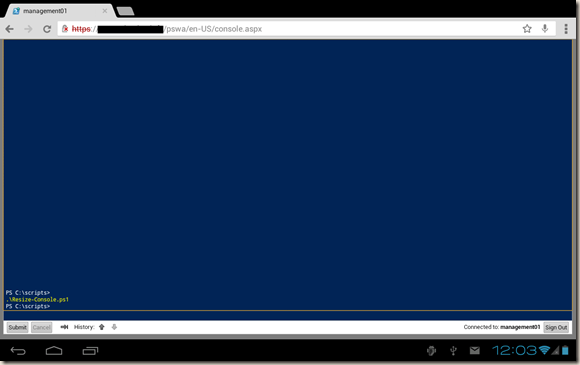 management01
https:// /pswa/en-US/console.aspx
PS C:\scripts>
.\Resize-Console.ps1
PS C:\scripts>
Submit Cancel History: Connected to: management01 Sign Out
12:03